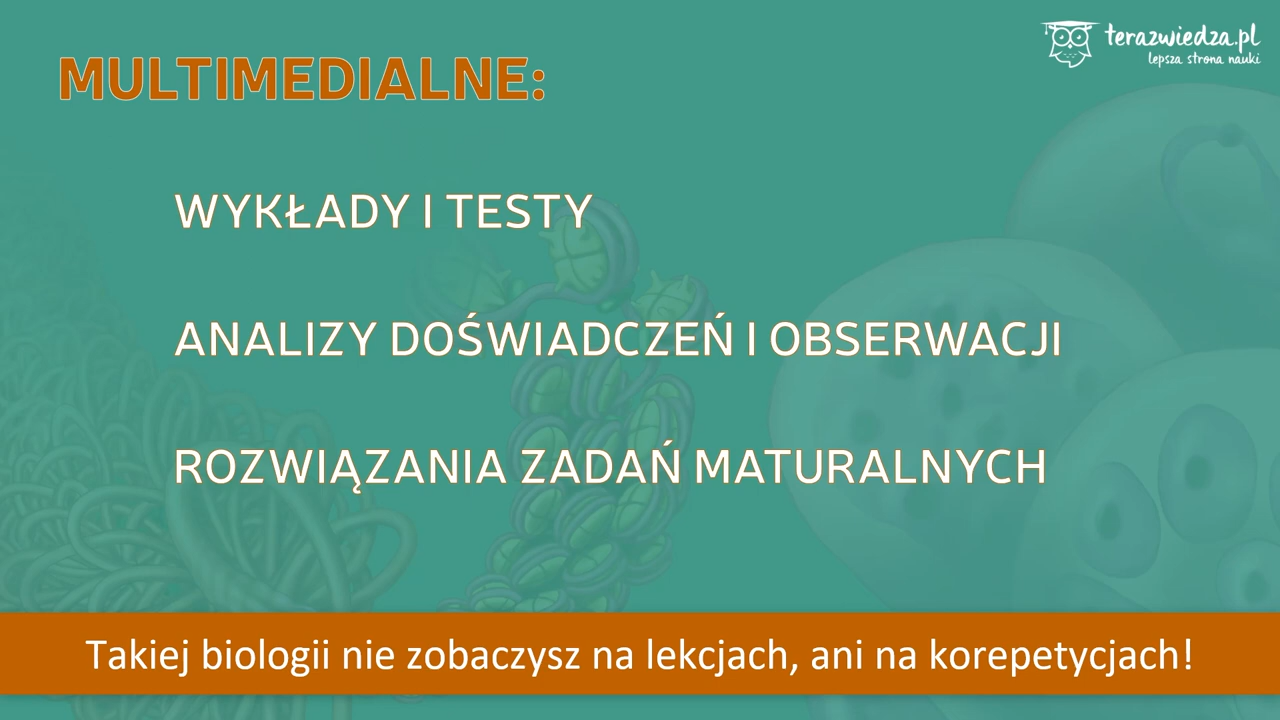 terazwiedza.pl
lepsza strona nauki
MULTIMEDIALNE:
WYKŁADY I TESTY
ANALIZY DOŚWIADCZEŃ I OBSERWACJI
ROZWIĄZANIA ZADAŃ MATURALNYCH
Takiej biologii nie zobaczysz na lekcjach, ani na korepetycjach!